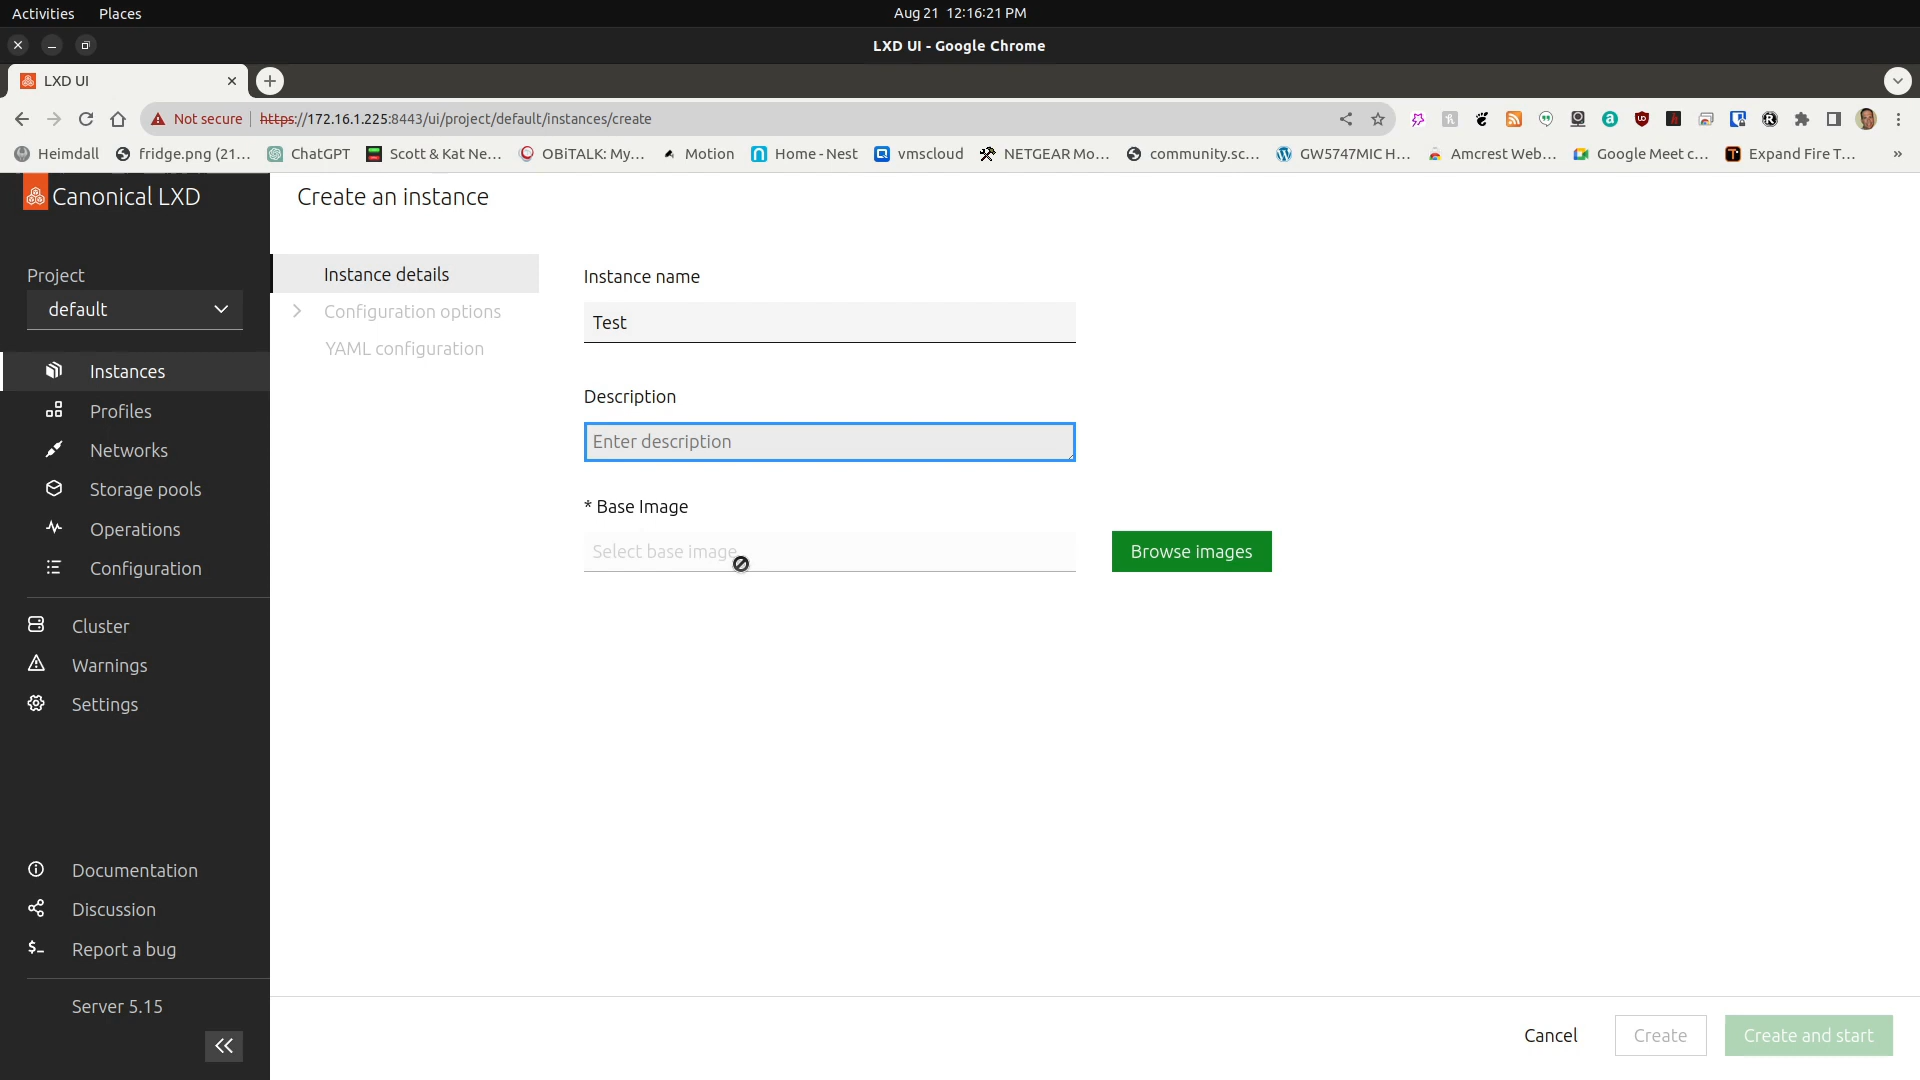 Activities Places Aug 21 12:16:21 PM
LXD UI - Google Chrome
LXD UI
Not secure https://172.16.1.225:8443/ui/project/default/instances/create
Heimdall fridge.png (21... ChatGPT Scott & Kat Ne... OBiTALK: My... Motion Home - Nest vmscloud NETGEAR Mo... community.sc... GW5747MIC H... Amcrest Web... Google Meet c... Expand Fire T... »
Canonical LXD
Project
default
Instances
Profiles
Networks
Storage pools
Operations
Configuration
Cluster
Warnings
Settings
Documentation
Discussion
Report a bug
Server 5.15
Create an instance
Instance details
Configuration options
YAML configuration
Instance name
Test
Description
Enter description
* Base Image
Select base image
Browse images
Cancel Create Create and start